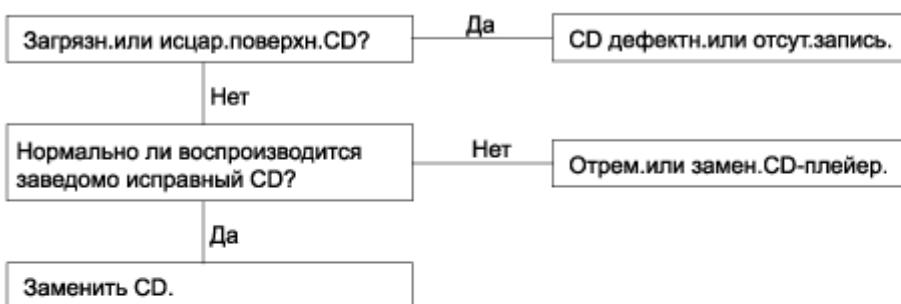 Загрязн.или исцар.поверхн.CD?
Да
CD дефектн.или отсут.запись.
Нет
Нормально ли воспроизводится
заведомо исправный CD?
Нет
Отрем.или замен.CD-плейер.
Да
Заменить CD.